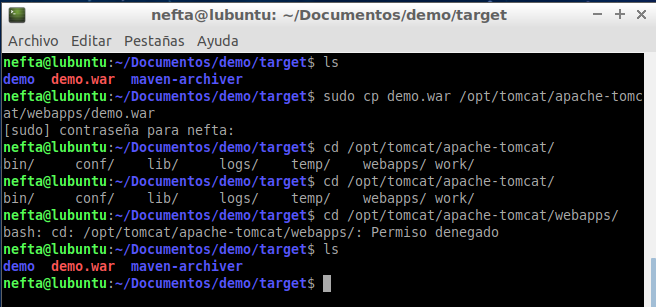 nefta@lubuntu: ~/Documentos/demo/target
Archivo Editar Pestañas Ayuda
nefta@lubuntu:~/Documentos/demo/target$ ls
demo demo.war maven-archiver
nefta@lubuntu:~/Documentos/demo/target$ sudo cp demo.war /opt/tomcat/apache-tomc
at/webapps/demo.war
[sudo] contraseña para nefta:
nefta@lubuntu:~/Documentos/demo/target$ cd /opt/tomcat/apache-tomcat/
bin/ conf/ lib/ logs/ temp/ webapps/ work/
nefta@lubuntu:~/Documentos/demo/target$ cd /opt/tomcat/apache-tomcat/
bin/ conf/ lib/ logs/ temp/ webapps/ work/
nefta@lubuntu:~/Documentos/demo/target$ cd /opt/tomcat/apache-tomcat/webapps/
bash: cd: /opt/tomcat/apache-tomcat/webapps/: Permiso denegado
nefta@lubuntu:~/Documentos/demo/target$ ls
demo demo.war maven-archiver
nefta@lubuntu:~/Documentos/demo/target$